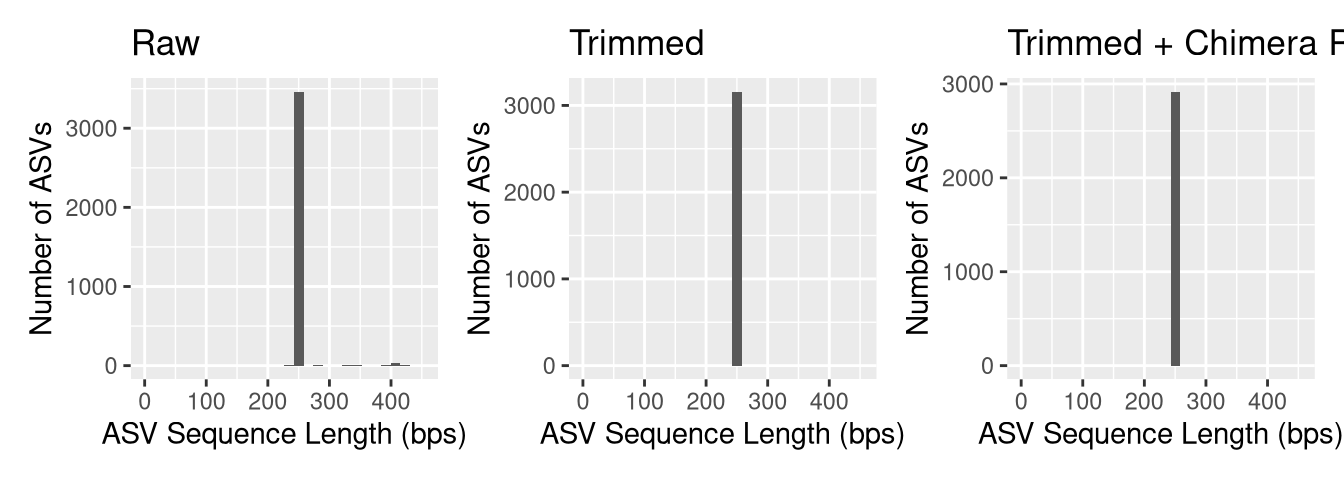 Raw
Number of ASVs
3000
2000
1000
0
0 100 200 300 400
ASV Sequence Length (bps)
Trimmed
Number of ASVs
3000
2000
1000
0
0 100 200 300 400
ASV Sequence Length (bps)
Trimmed + Chimera
Number of ASVs
3000
2000
1000
0
0 100 200 300 400
ASV Sequence Length (bps)